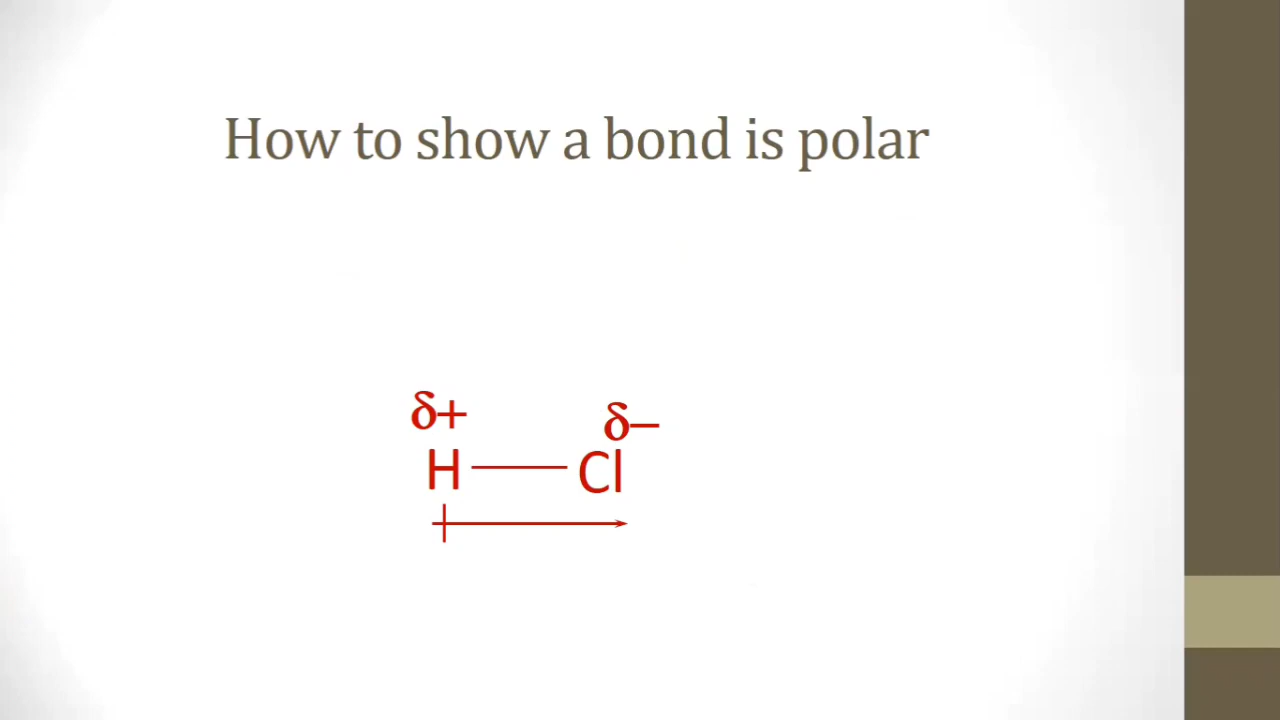 How to show a bond is polar
δ+ δ−
H Cl